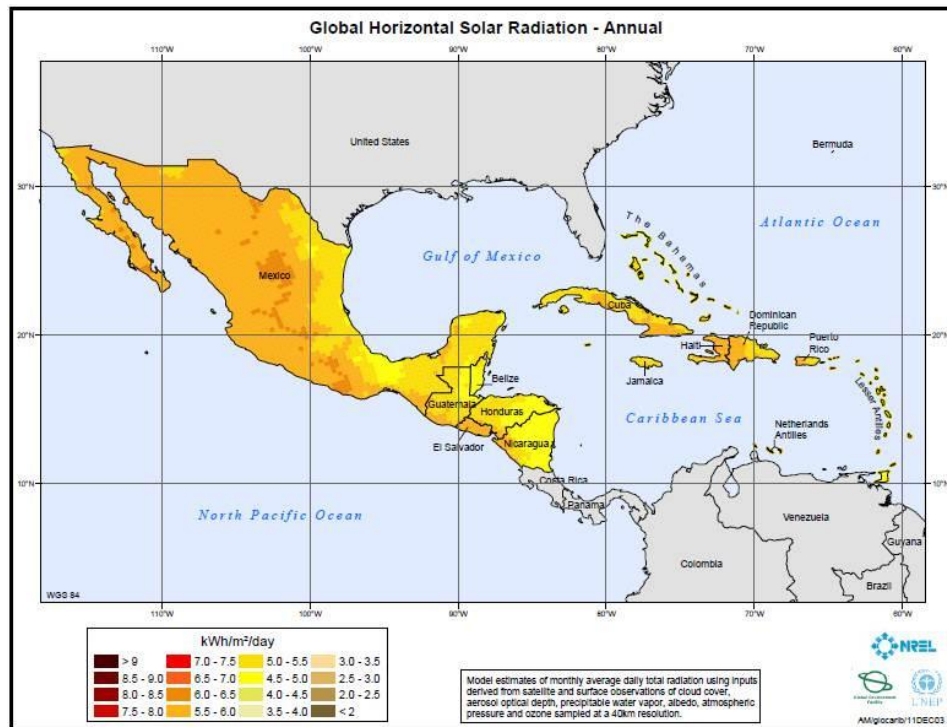 Global Horizontal Solar Radiation - Annual
110°W
100°W
90°W
80°W
70°W
60°W
United States
Bermuda
30°N
30°N
The Bahamas
Atlantic Ocean
Gulf of Mexico
Mexico
Cuba
20°N
20°N
Dominican
Republic
Haiti
Puerto
Rico
Jamaica
Belize
Guatemala
Honduras
Lesser Antilles
Caribbean Sea
El Salvador
Nicaragua
Netherlands
Antilles
10°N
10°N
Costa Rica
Panama
North Pacific Ocean
Venezuela
Guyana
Colombia
Brazil
WGS 84
110°W
100°W
90°W
80°W
70°W
60°W
kWh/m²/day
> 9
7.0 - 7.5
5.0 - 5.5
3.0 - 3.5
8.5 - 9.0
6.5 - 7.0
4.5 - 5.0
2.5 - 3.0
8.0 - 8.5
6.0 - 6.5
4.0 - 4.5
2.0 - 2.5
7.5 - 8.0
5.5 - 6.0
3.5 - 4.0
< 2
Model estimates of monthly average daily total radiation using inputs
derived from satellite and surface observations of cloud cover,
aerosol optical depth, precipitable water vapor, albedo, atmospheric
pressure and ozone sampled at a 40km resolution.
NREL
Global Environment
Facility
UNEP